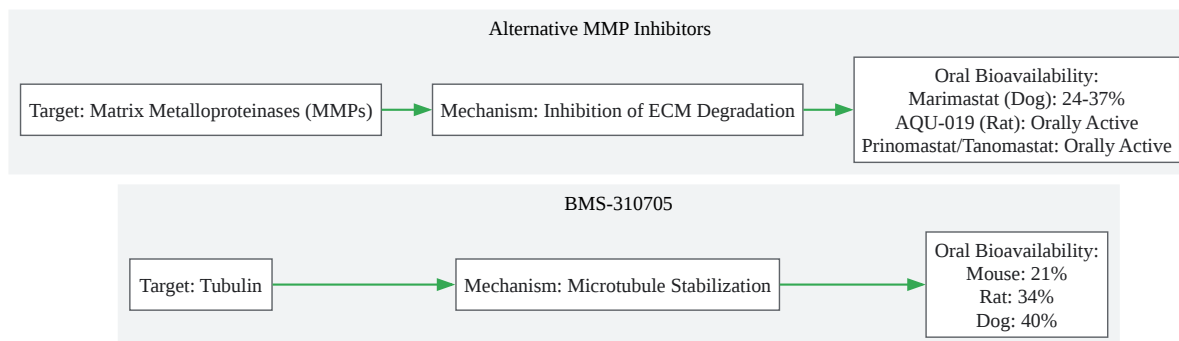 Alternative MMP Inhibitors
Target: Matrix Metalloproteinases (MMPs)
Mechanism: Inhibition of ECM Degradation
Oral Bioavailability:
Marimastat (Dog): 24-37%
AQU-019 (Rat): Orally Active
Prinomastat/Tanomastat: Orally Active
BMS-310705
Target: Tubulin
Mechanism: Microtubule Stabilization
Oral Bioavailability:
Mouse: 21%
Rat: 34%
Dog: 40%